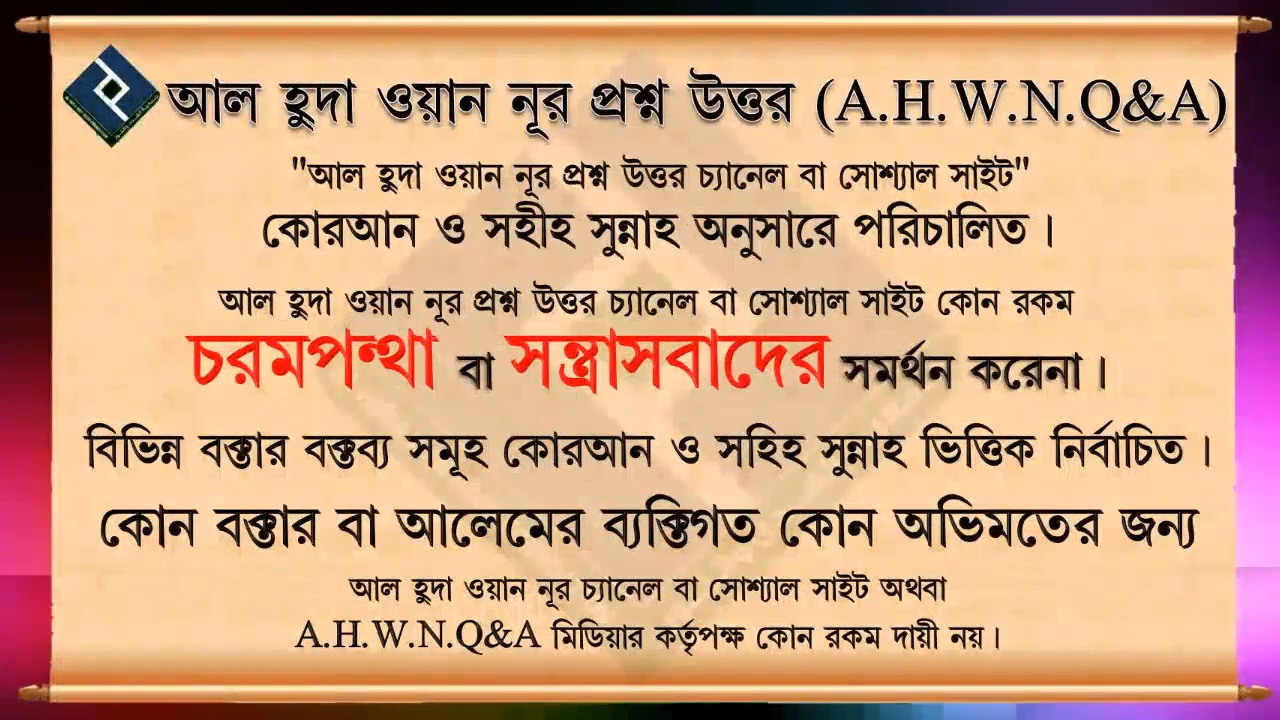 আল হুদা ওয়ান নূর প্রশ্ন উত্তর (A.H.W.N.Q&A)
"আল হুদা ওয়ান নূর প্রশ্ন উত্তর চ্যানেল বা সোশ্যাল সাইট"
কোরআন ও সহীহ সুন্নাহ অনুসারে পরিচালিত।
আল হুদা ওয়ান নূর প্রশ্ন উত্তর চ্যানেল বা সোশ্যাল সাইট কোন রকম
চরমপন্থা বা সন্ত্রাসবাদের সমর্থন করেনা।
বিভিন্ন বক্তার বক্তব্য সমূহ কোরআন ও সহিহ সুন্নাহ ভিত্তিক নির্বাচিত।
কোন বক্তার বা আলেমের ব্যক্তিগত কোন অভিমতের জন্য
আল হুদা ওয়ান নূর চ্যানেল বা সোশ্যাল সাইট অথবা
A.H.W.N.Q&A মিডিয়ার কর্তৃপক্ষ কোন রকম দায়ী নয়।